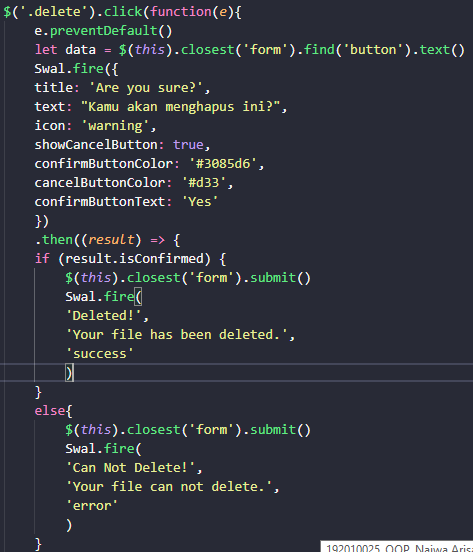 $('.delete').click(function(e){
e.preventDefault()
let data = $(this).closest('form').find('button').text()
Swal.fire({
title: 'Are you sure?',
text: "Kamu akan menghapus ini?",
icon: 'warning',
showCancelButton: true,
confirmButtonColor: '#3085d6',
cancelButtonColor: '#d33',
confirmButtonText: 'Yes'
})
.then((result) => {
if (result.isConfirmed) {
$(this).closest('form').submit()
Swal.fire(
'Deleted!',
'Your file has been deleted.',
'success'
)
}
else{
$(this).closest('form').submit()
Swal.fire(
'Can Not Delete!',
'Your file can not delete.',
'error'
)
}
192010025_OOP_Najwa